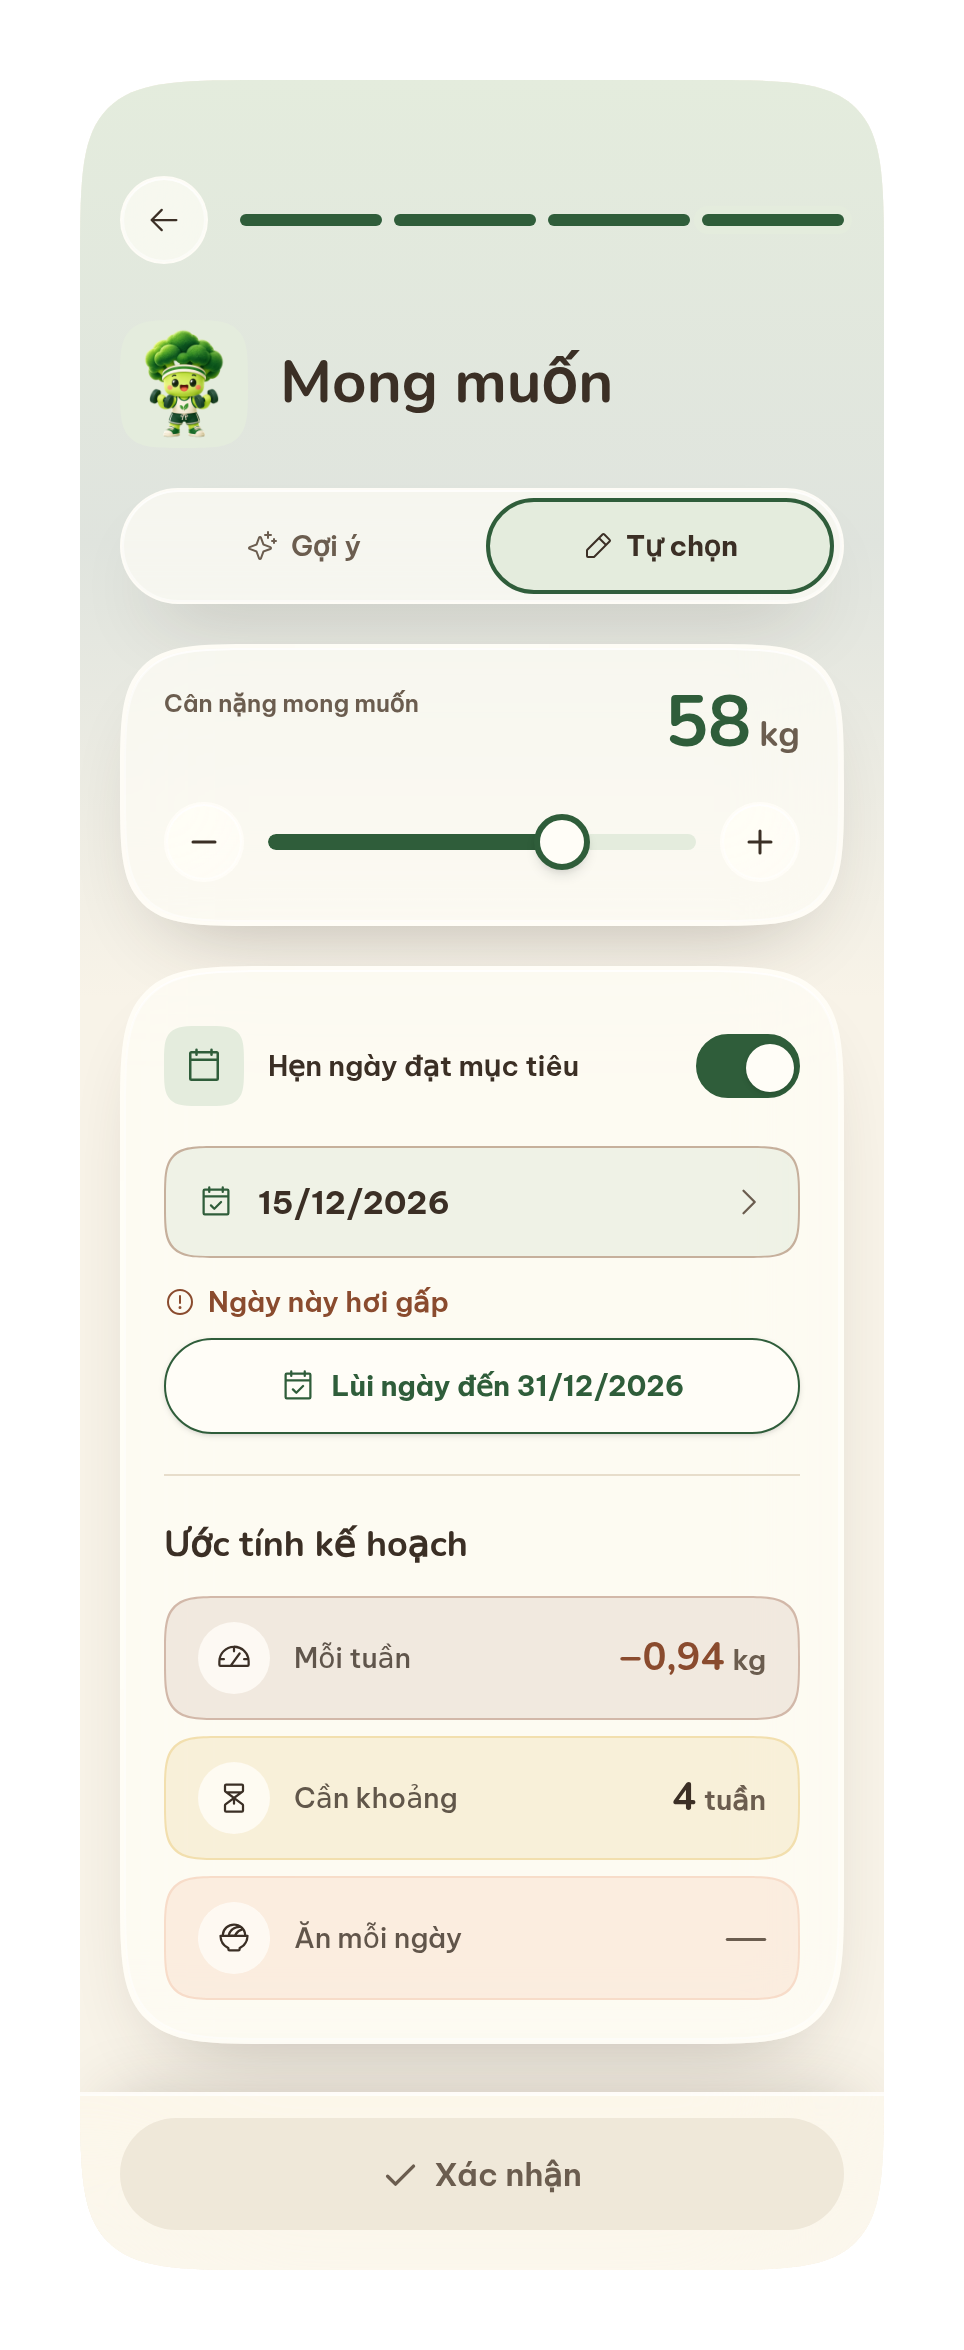 Mong muốn
Gợi ý
Tự chọn
Cân nặng mong muốn
58 kg
Hẹn ngày đạt mục tiêu
15/12/2026
Ngày này hơi gấp
Lùi ngày đến 31/12/2026
Ước tính kế hoạch
Mỗi tuần
−0,94 kg
Cần khoảng
4 tuần
Ăn mỗi ngày
—
Xác nhận